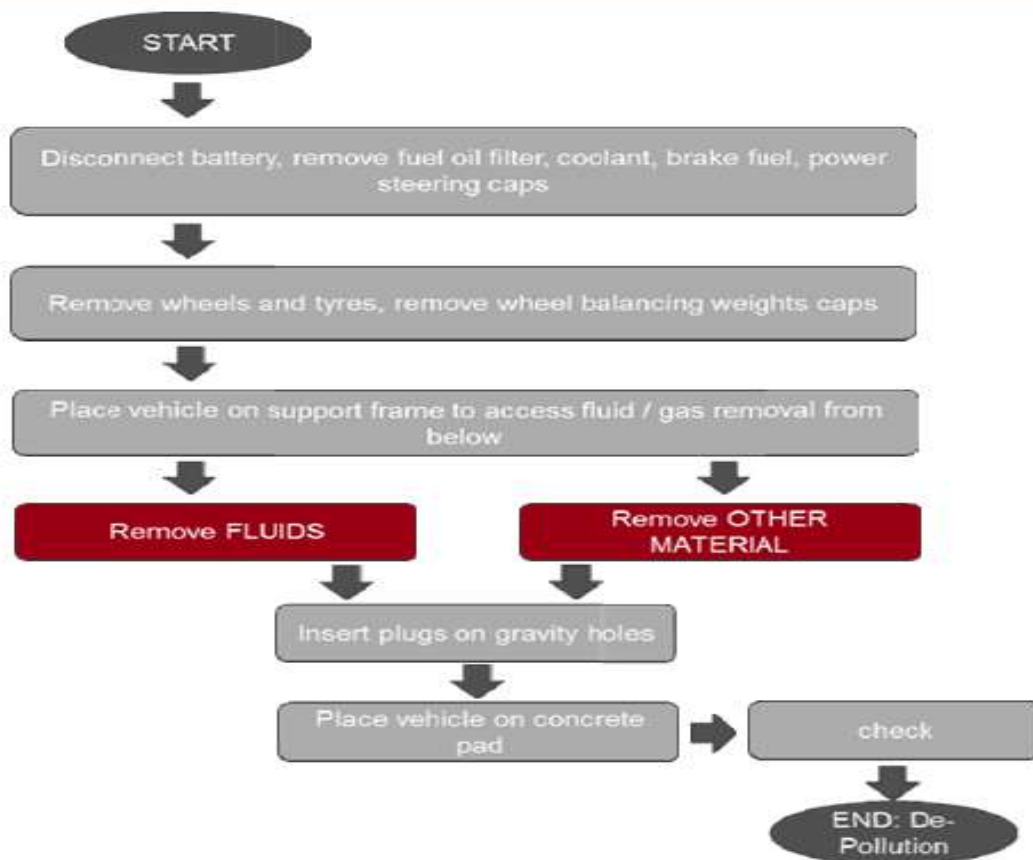 START
Disconnect battery, remove fuel oil filter, coolant, brake fuel, power
steering caps
Remove wheels and tyres, remove wheel balancing weights caps
Place vehicle on support frame to access fluid / gas removal from
below
Remove FLUIDS
Remove OTHER
MATERIAL
Insert plugs on gravity holes
Place vehicle on concrete
pad
check
END: De-
Pollution